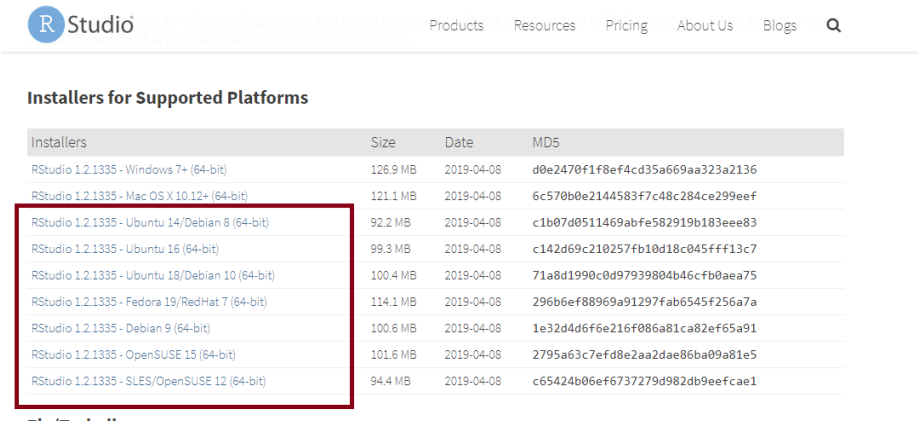 R Studio
Products Resources Pricing About Us Blogs
Installers for Supported Platforms
Installers Size Date MD5
RStudio 1.2.1335 - Windows 7+ (64-bit) 126.9 MB 2019-04-08 d0e2470f1f8ef4cd35a669aa323a2136
RStudio 1.2.1335 - Mac OS X 10.12+ (64-bit) 121.1 MB 2019-04-08 6c570b0e2144583f7c48c284ce299eef
RStudio 1.2.1335 - Ubuntu 14/Debian 8 (64-bit) 92.2 MB 2019-04-08 c1b07d0511469abfe582919b183eee83
RStudio 1.2.1335 - Ubuntu 16 (64-bit) 99.3 MB 2019-04-08 c142d69c210257fb10d18c045fff13c7
RStudio 1.2.1335 - Ubuntu 18/Debian 10 (64-bit) 100.4 MB 2019-04-08 71a8d1990c0d97939804b46cfb0aea75
RStudio 1.2.1335 - Fedora 19/RedHat 7 (64-bit) 114.1 MB 2019-04-08 296b6ef88969a91297fab6545f256a7a
RStudio 1.2.1335 - Debian 9 (64-bit) 100.6 MB 2019-04-08 1e32d4d6f6e216f086a81ca82ef65a91
RStudio 1.2.1335 - OpenSUSE 15 (64-bit) 101.6 MB 2019-04-08 2795a63c7efd8e2aa2dae86ba09a81e5
RStudio 1.2.1335 - SLES/OpenSUSE 12 (64-bit) 94.4 MB 2019-04-08 c65424b06ef6737279d982db9eefcae1